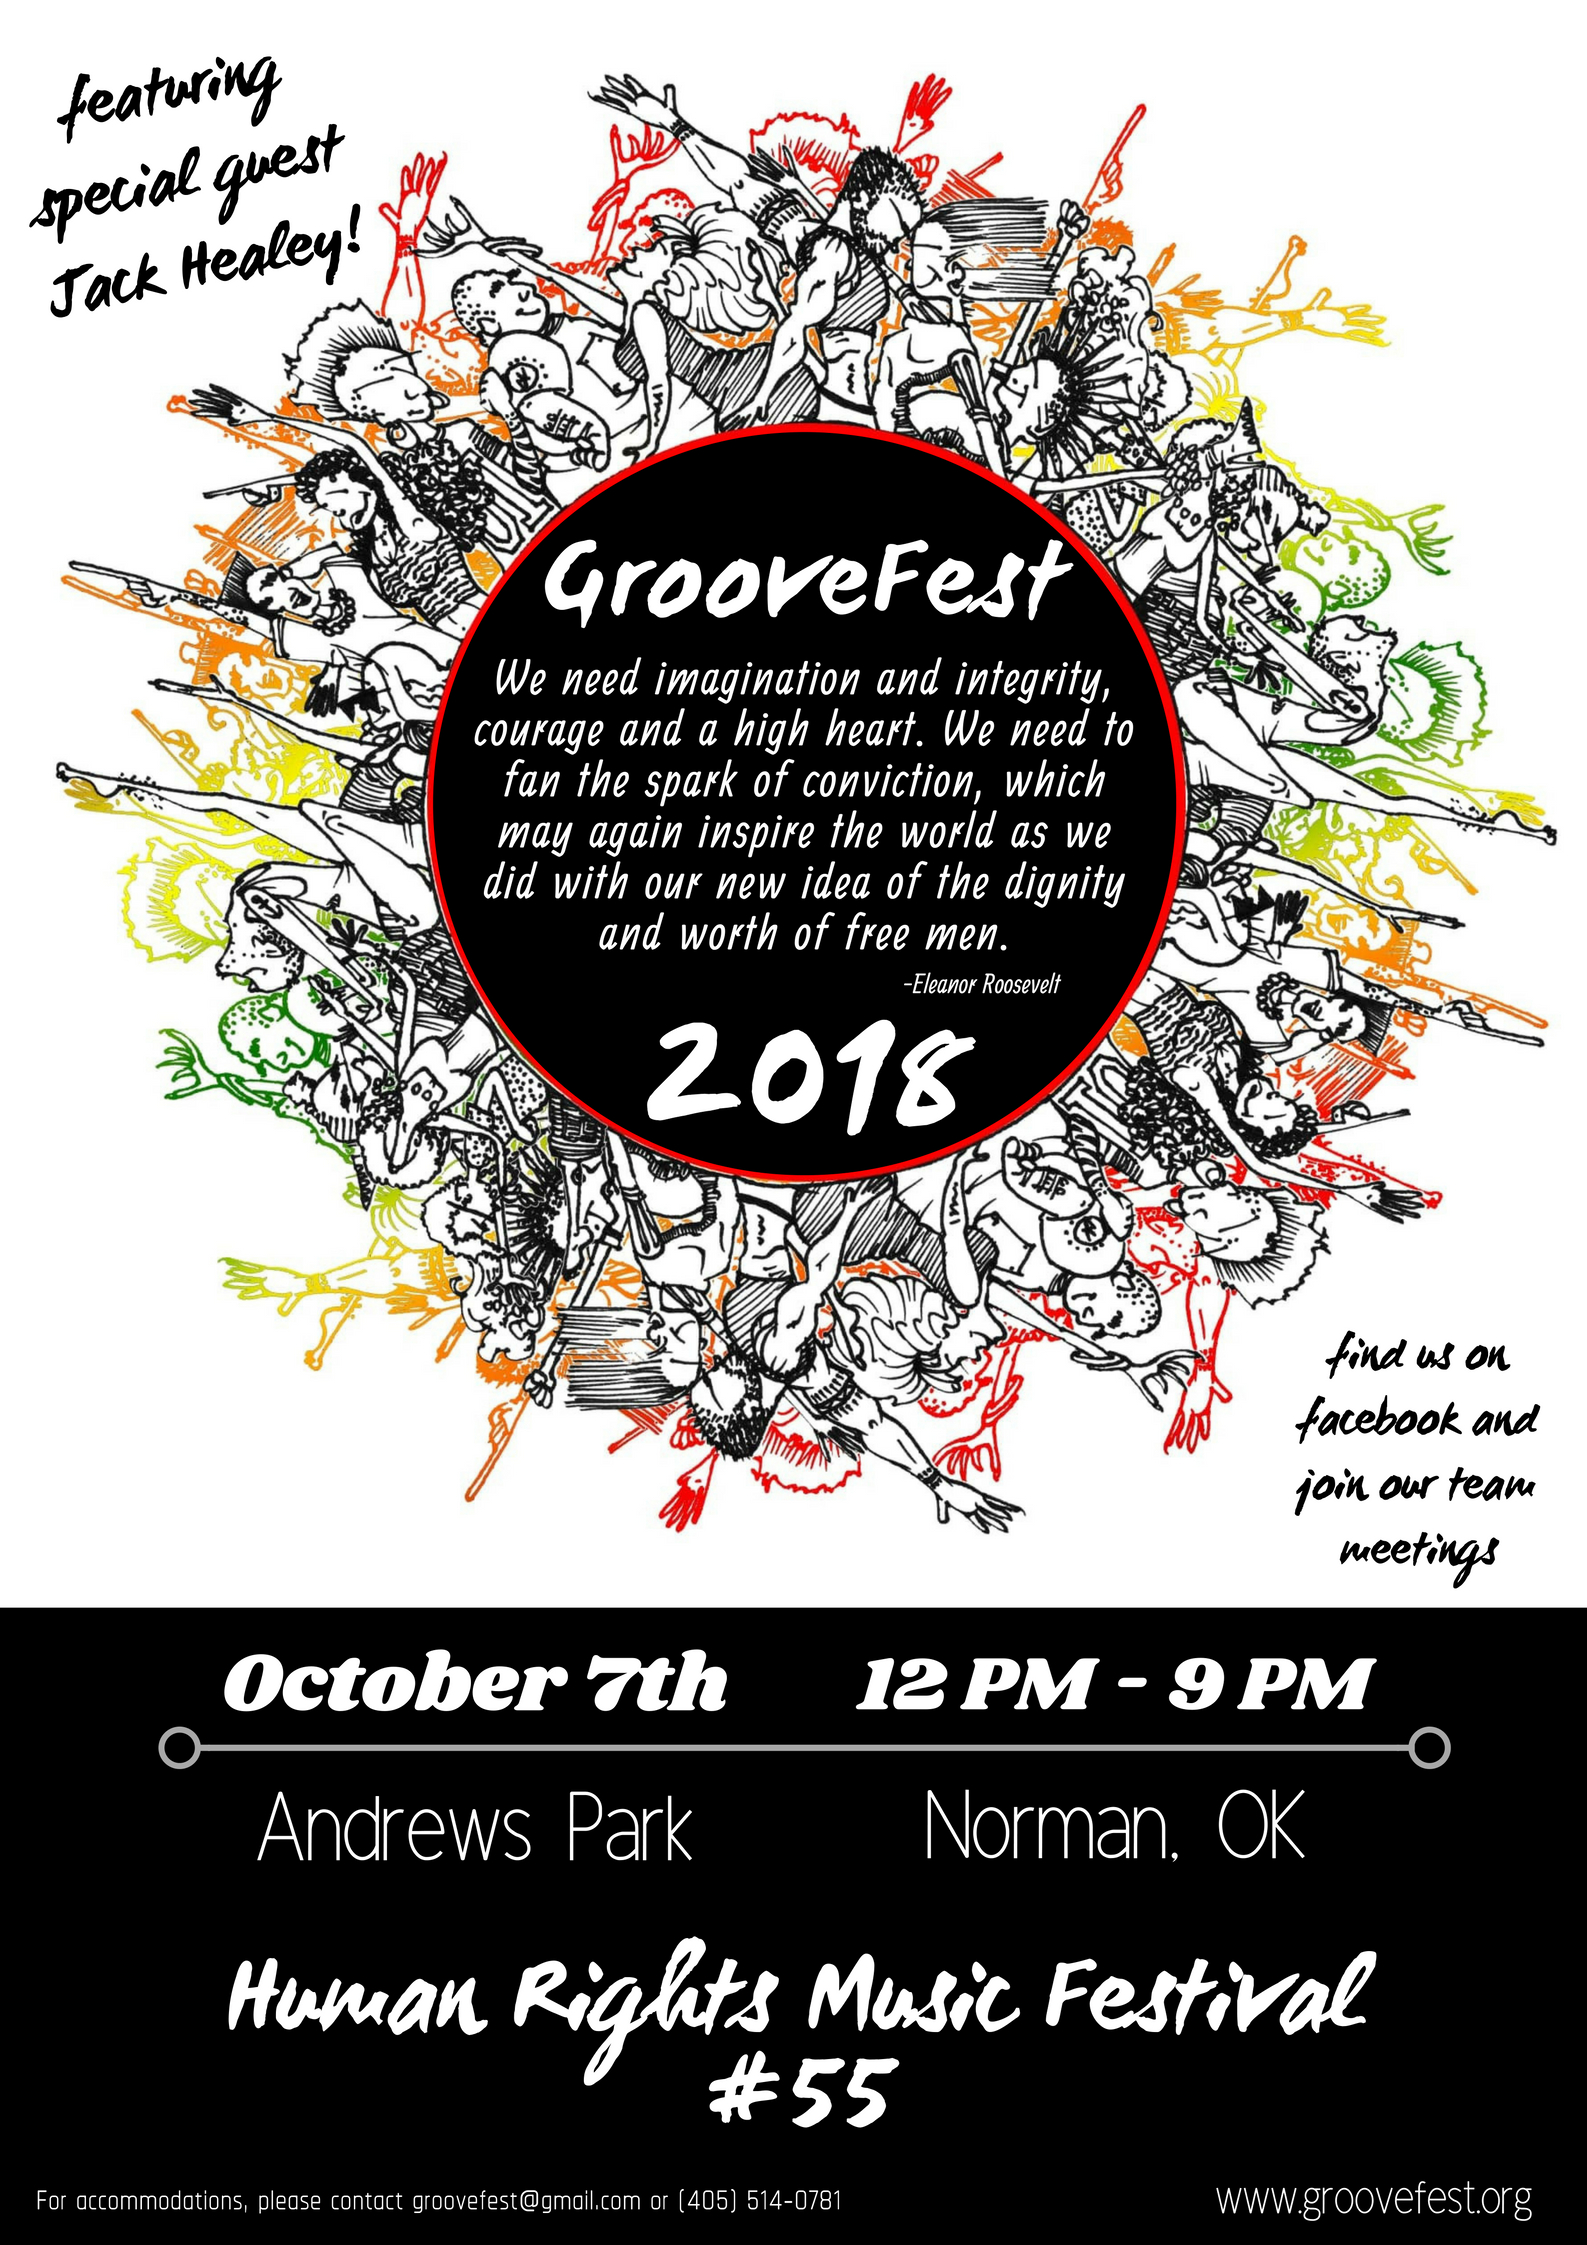 featuring
special guest
Jack Healey!
GrooveFest
We need imagination and integrity,
courage and a high heart. We need to
fan the spark of conviction, which
may again inspire the world as we
did with our new idea of the dignity
and worth of free men.
-Eleanor Roosevelt
2018
find us on
facebook and
join our team
meetings
October 7th 12 PM - 9 PM
Andrews Park Norman, OK
Human Rights Music Festival
#55
For accommodations, please contact groovefest@gmail.com or (405) 514-0781
www.groovefest.org